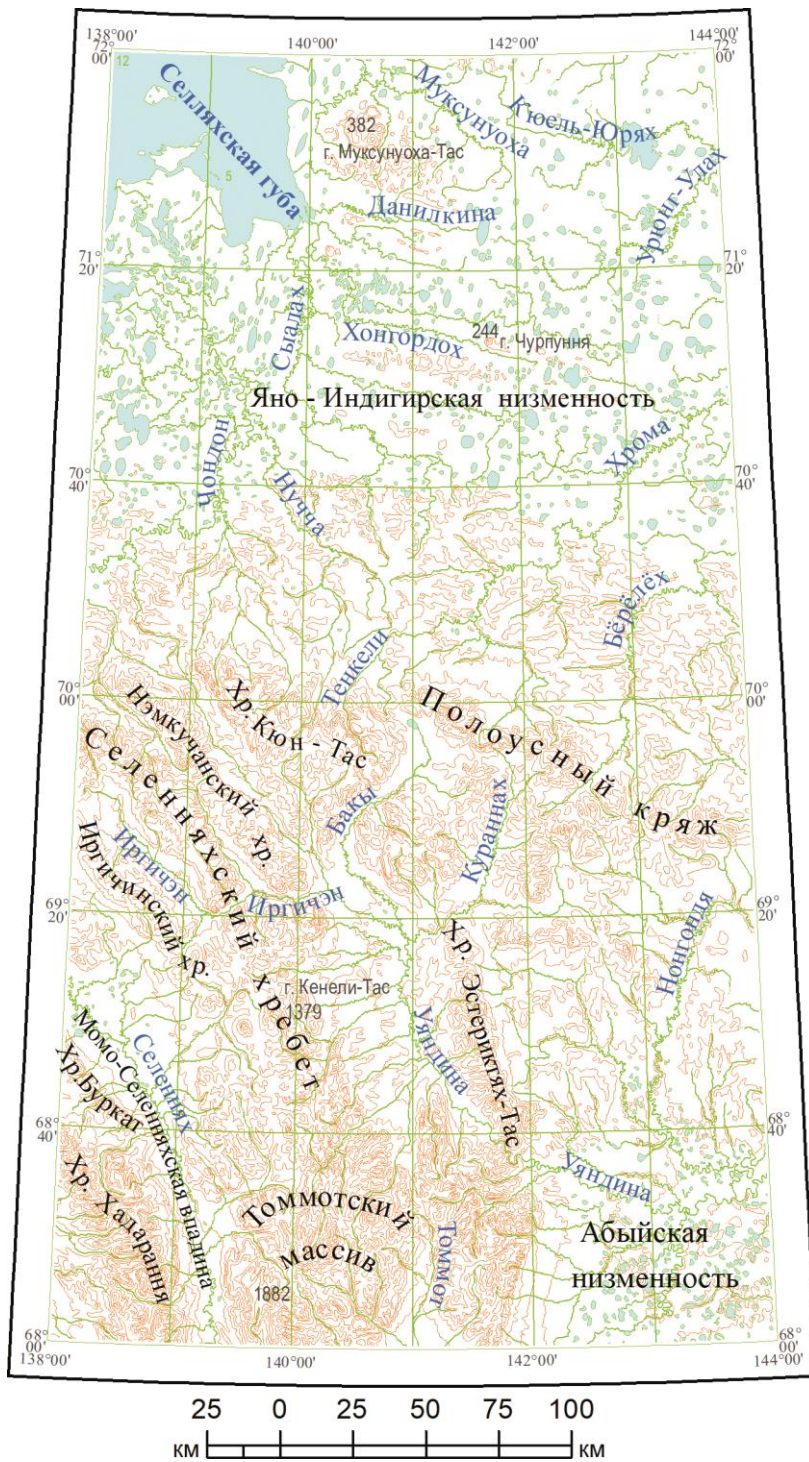 138°00'
140°00'
142°00'
144°00'
72°
00'
72°
00'
12
Селляхская губа
5
382
г. Муксунуоха-Тас
Муксунуоха
Кюель-Юрях
Урюнг-Улах
Данилкина
71°
20'
71°
20'
Сыалах
Хонгордох
244 г. Чурпуння
Яно - Индигирская низменность
Чондон
Нучча
Хрома
70°
40'
70°
40'
Бёрёлёх
Тенкели
70°
00'
70°
00'
Хр. Кюн - Тас
Нэмкучанский хр.
Полоусный кряж
Селенняхский хребет
Бакы
Кураннах
Иргичэн
Иргичинский хр.
Иргичэн
69°
20'
69°
20'
Нонгондя
Хр. Эстериктях-Тас
г. Кенели-Тас
1379
Уяндина
Момо-Селенняхская впадина
Селеннях
Хр.Буркат
68°
40'
68°
40'
Хр. Халарання
Уяндина
Томмотский
массив
Томмот
1882
Абыйская
низменность
68°
00'
68°
00'
138°00'
140°00'
142°00'
144°00'
25 0 25 50 75 100
км км